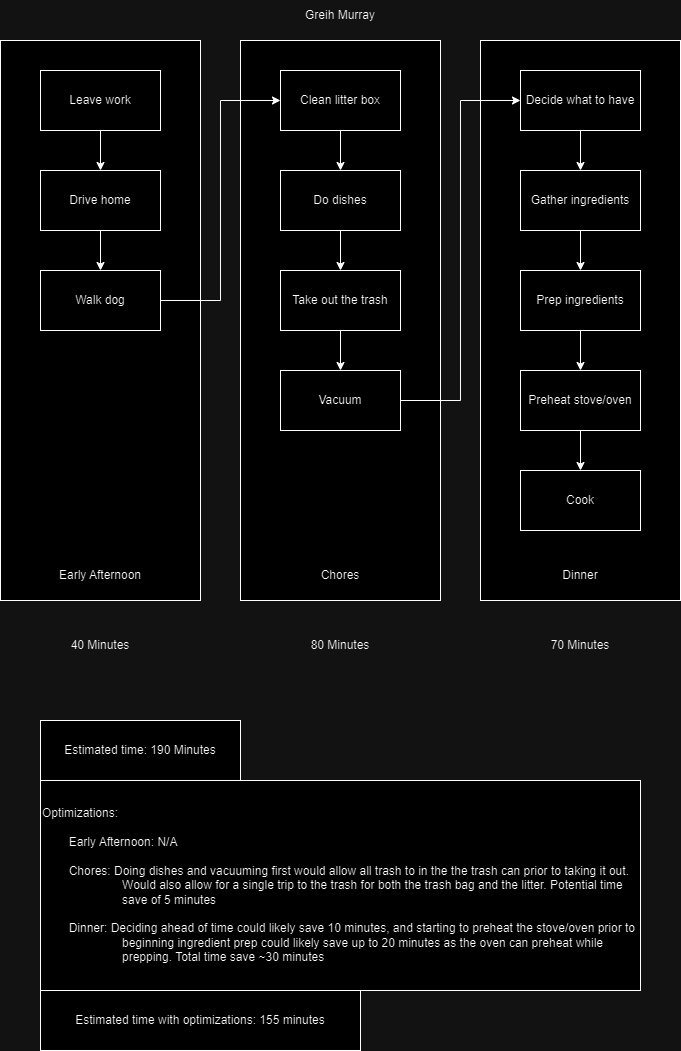 Greih Murray
Leave work
Drive home
Walk dog
Early Afternoon
Clean litter box
Do dishes
Take out the trash
Vacuum
Chores
Decide what to have
Gather ingredients
Prep ingredients
Preheat stove/oven
Cook
Dinner
40 Minutes
80 Minutes
70 Minutes
Estimated time: 190 Minutes
Optimizations:
Early Afternoon: N/A
Chores: Doing dishes and vacuuming first would allow all trash to in the the trash can prior to taking it out.
Would also allow for a single trip to the trash for both the trash bag and the litter. Potential time
save of 5 minutes
Dinner: Deciding ahead of time could likely save 10 minutes, and starting to preheat the stove/oven prior to
beginning ingredient prep could likely save up to 20 minutes as the oven can preheat while
prepping. Total time save ~30 minutes
Estimated time with optimizations: 155 minutes